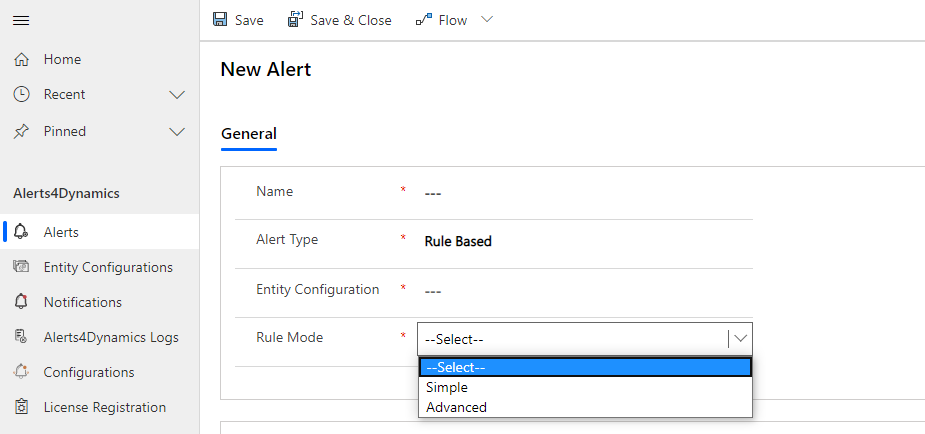 Save
Save & Close
Flow
Home
Recent
Pinned
Alerts4Dynamics
Alerts
Entity Configurations
Notifications
Alerts4Dynamics Logs
Configurations
License Registration
New Alert
General
Name * ---
Alert Type * Rule Based
Entity Configuration * ---
Rule Mode * --Select--
--Select--
Simple
Advanced